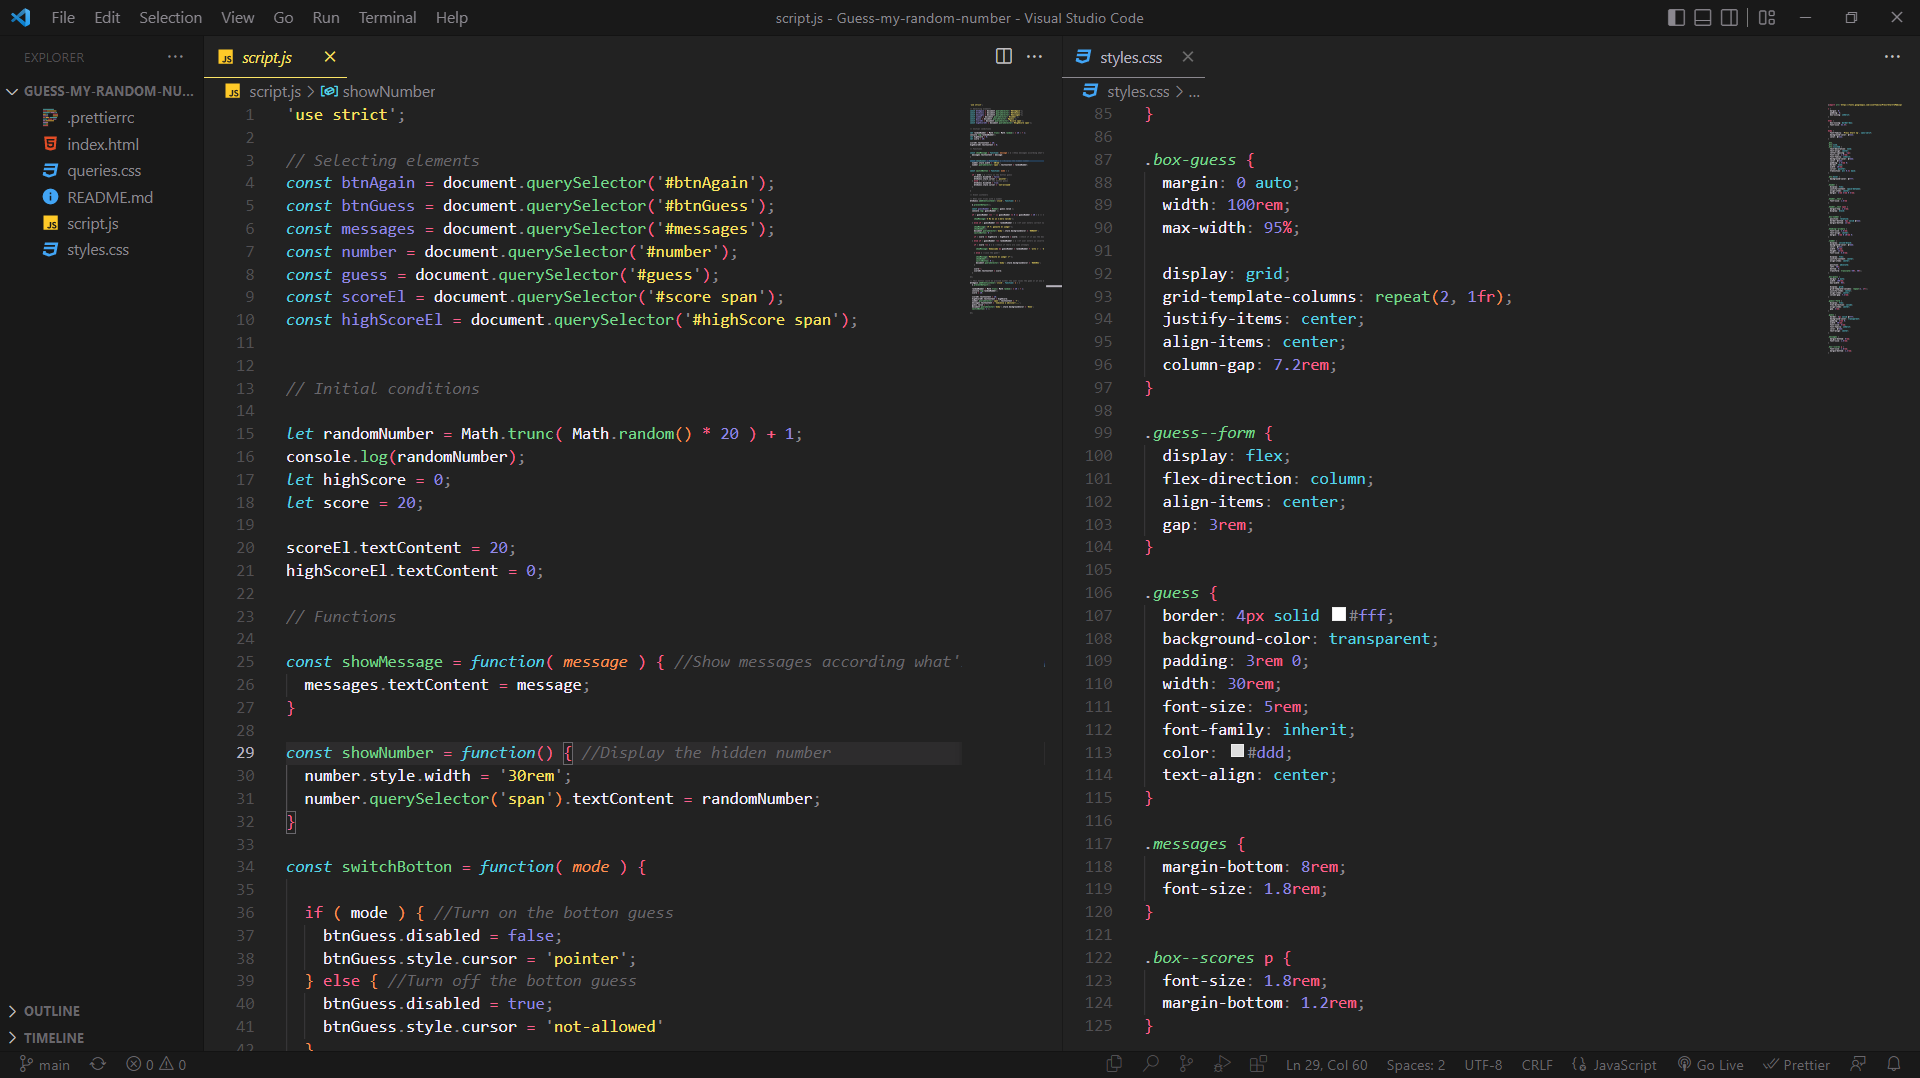 File Edit Selection View Go Run Terminal Help
script.js - Guess-my-random-number - Visual Studio Code
EXPLORER
GUESS-MY-RANDOM-NU...
.prettierrc
index.html
queries.css
README.md
script.js
styles.css
OUTLINE
TIMELINE
script.js
script.js > showNumber
1 'use strict';
2
3 // Selecting elements
4 const btnAgain = document.querySelector('#btnAgain');
5 const btnGuess = document.querySelector('#btnGuess');
6 const messages = document.querySelector('#messages');
7 const number = document.querySelector('#number');
8 const guess = document.querySelector('#guess');
9 const scoreEl = document.querySelector('#score span');
10 const highScoreEl = document.querySelector('#highScore span');
11
12
13 // Initial conditions
14
15 let randomNumber = Math.trunc( Math.random() * 20 ) + 1;
16 console.log(randomNumber);
17 let highScore = 0;
18 let score = 20;
19
20 scoreEl.textContent = 20;
21 highScoreEl.textContent = 0;
22
23 // Functions
24
25 const showMessage = function( message ) { //Show messages according what'
26 messages.textContent = message;
27 }
28
29 const showNumber = function() { //Display the hidden number
30 number.style.width = '30rem';
31 number.querySelector('span').textContent = randomNumber;
32 }
33
34 const switchBotton = function( mode ) {
35
36 if ( mode ) { //Turn on the botton guess
37 btnGuess.disabled = false;
38 btnGuess.style.cursor = 'pointer';
39 } else { //Turn off the botton guess
40 btnGuess.disabled = true;
41 btnGuess.style.cursor = 'not-allowed'
42 }
styles.css
styles.css > ...
85 }
86
87 .box-guess {
88 margin: 0 auto;
89 width: 100rem;
90 max-width: 95%;
91
92 display: grid;
93 grid-template-columns: repeat(2, 1fr);
94 justify-items: center;
95 align-items: center;
96 column-gap: 7.2rem;
97 }
98
99 .guess--form {
100 display: flex;
101 flex-direction: column;
102 align-items: center;
103 gap: 3rem;
104 }
105
106 .guess {
107 border: 4px solid #fff;
108 background-color: transparent;
109 padding: 3rem 0;
110 width: 30rem;
111 font-size: 5rem;
112 font-family: inherit;
113 color: #ddd;
114 text-align: center;
115 }
116
117 .messages {
118 margin-bottom: 8rem;
119 font-size: 1.8rem;
120 }
121
122 .box--scores p {
123 font-size: 1.8rem;
124 margin-bottom: 1.2rem;
125 }
main 0 0 Ln 29, Col 60 Spaces: 2 UTF-8 CRLF {} JavaScript Go Live Prettier